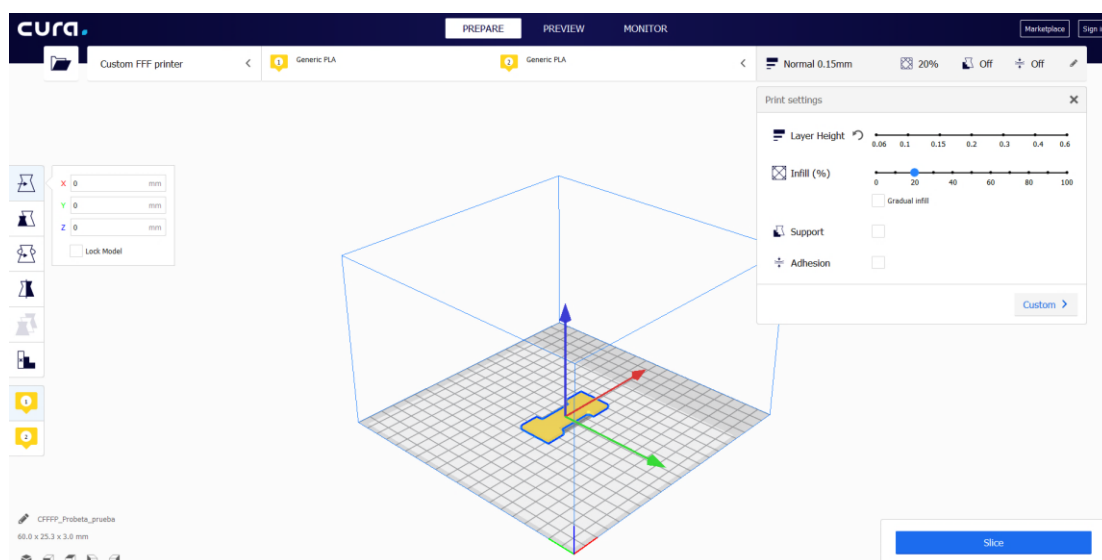 cura.
PREPARE PREVIEW MONITOR
Marketplace
Custom FFF printer
1 Generic PLA
2 Generic PLA
Normal 0.15mm 20% Off Off
Print settings
Layer Height
0.06 0.1 0.15 0.2 0.3 0.4 0.6
Infill (%)
0 20 40 60 80 100
Gradual infill
Support
Adhesion
Custom
X 0 mm
Y 0 mm
Z 0 mm
Lock Model
1
2
CFFFP_Probeta_prueba
60.0 x 25.3 x 3.0 mm
Slice